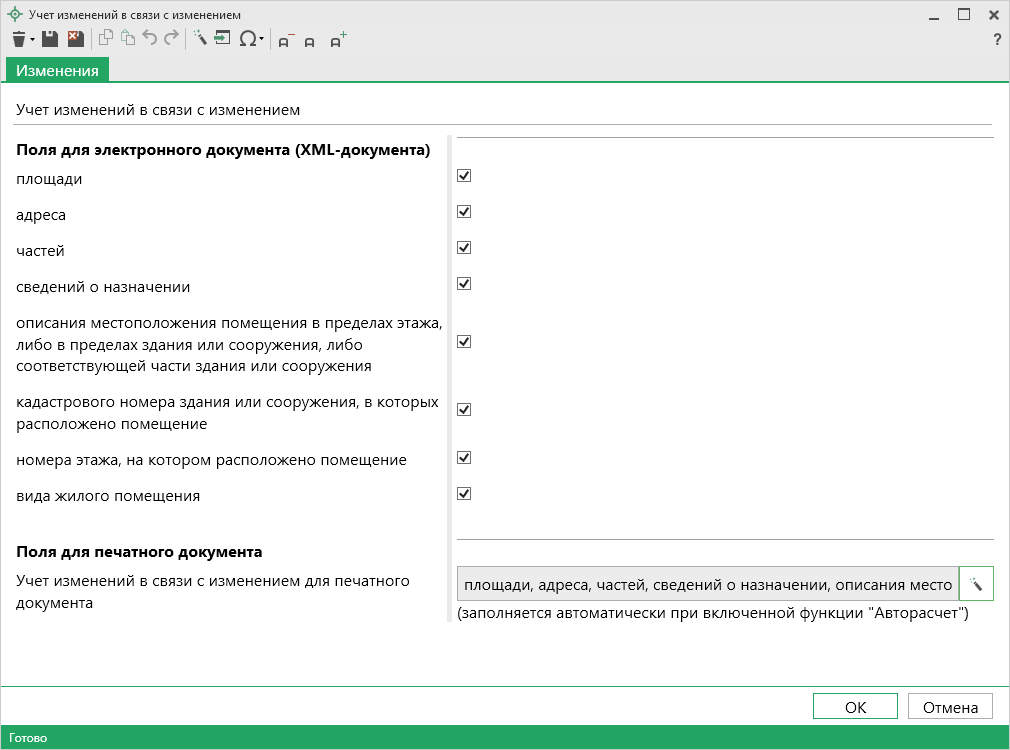 Учет изменений в связи с изменением
?
Изменения
Учет изменений в связи с изменением
Поля для электронного документа (XML-документа)
площади
адреса
частей
сведений о назначении
описания местоположения помещения в пределах этажа,
либо в пределах здания или сооружения, либо
соответствующей части здания или сооружения
кадастрового номера здания или сооружения, в которых
расположено помещение
номера этажа, на котором расположено помещение
вида жилого помещения
Поля для печатного документа
Учет изменений в связи с изменением для печатного
документа
площади, адреса, частей, сведений о назначении, описания место
(заполняется автоматически при включенной функции "Авторасчет")
ОК
Отмена
Готово